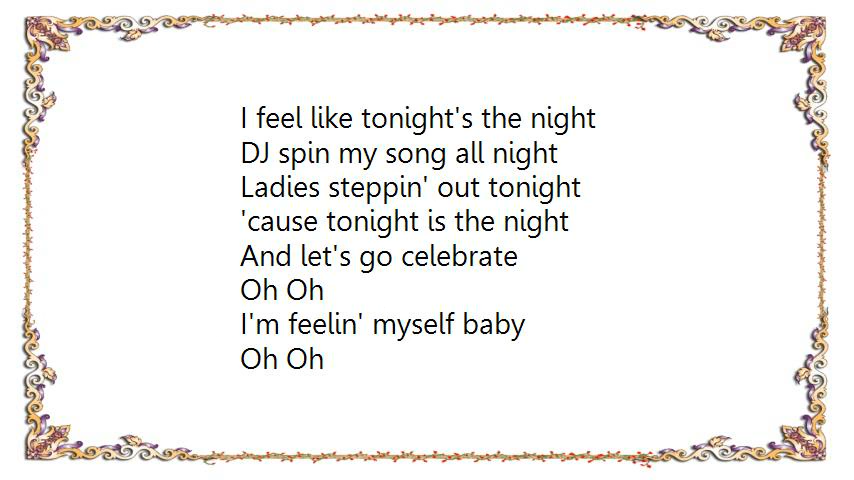 I feel like tonight's the night
DJ spin my song all night
Ladies steppin' out tonight
'cause tonight is the night
And let's go celebrate
Oh Oh
I'm feelin' myself baby
Oh Oh